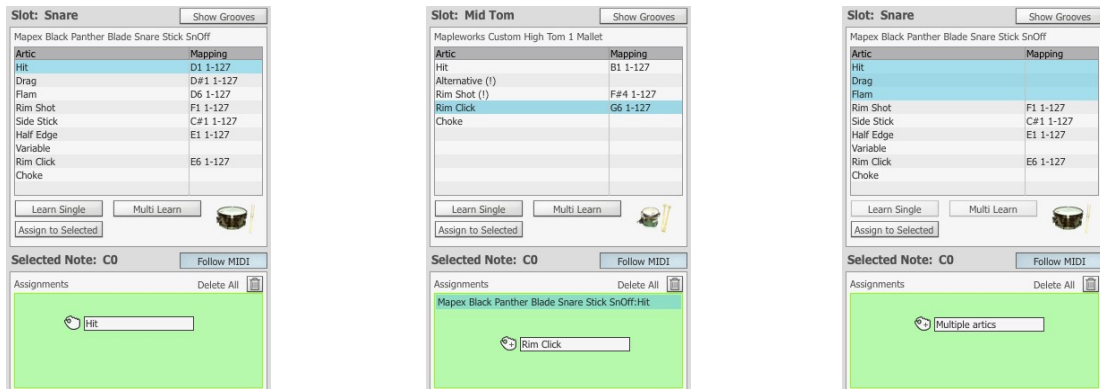 Slot: Snare Show Grooves
Mapex Black Panther Blade Snare Stick SnOff
Artic Mapping
Hit D1 1-127
Drag D#1 1-127
Flam D6 1-127
Rim Shot F1 1-127
Side Stick C#1 1-127
Half Edge E1 1-127
Variable
Rim Click E6 1-127
Choke
Learn Single Multi Learn
Assign to Selected
Selected Note: C0 Follow MIDI
Assignments Delete All
Hit
Slot: Mid Tom Show Grooves
Mapleworks Custom High Tom 1 Mallet
Artic Mapping
Hit B1 1-127
Alternative (!)
Rim Shot (!) F#4 1-127
Rim Click G6 1-127
Choke
Learn Single Multi Learn
Assign to Selected
Selected Note: C0 Follow MIDI
Assignments Delete All
Mapex Black Panther Blade Snare Stick SnOff:Hit
Rim Click
Slot: Snare Show Grooves
Mapex Black Panther Blade Snare Stick SnOff
Artic Mapping
Hit
Drag
Flam
Rim Shot F1 1-127
Side Stick C#1 1-127
Half Edge E1 1-127
Variable
Rim Click E6 1-127
Choke
Learn Single Multi Learn
Assign to Selected
Selected Note: C0 Follow MIDI
Assignments Delete All
Multiple artics